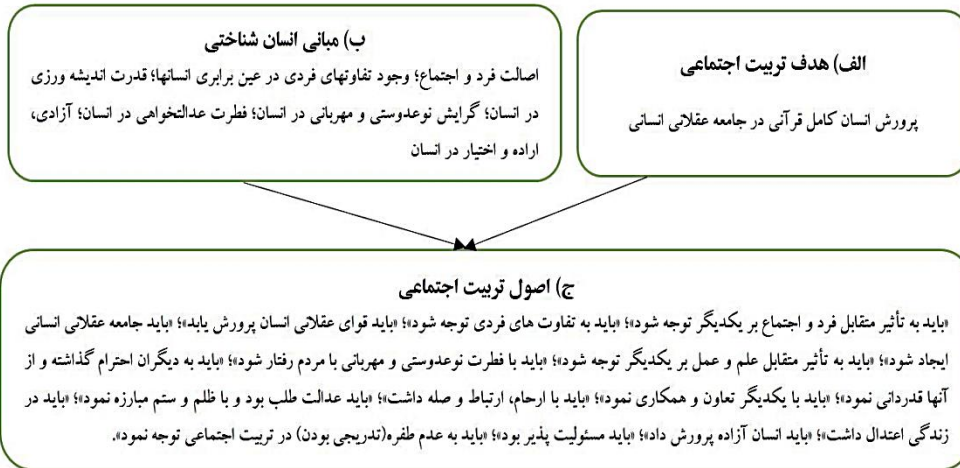 الف) هدف تربیت اجتماعی
پرورش انسان کامل قرآنی در جامعه عقلانی انسانی
ب) مبانی انسان شناختی
اصالت فرد و اجتماع؛ وجود تفاوتهای فردی در عین برابری انسانها؛ قدرت اندیشه ورزی
در انسان؛ گرایش نوعدوستی و مهربانی در انسان؛ فطرت عدالتخواهی در انسان؛ آزادی،
اراده و اختیار در انسان
ج) اصول تربیت اجتماعی
«باید به تأثیر متقابل فرد و اجتماع بر یکدیگر توجه شود»؛ «باید به تفاوت های فردی توجه شود»؛ «باید قوای عقلانی انسان پرورش یابد»؛ «باید جامعه عقلانی انسانی
ایجاد شود»؛ «باید به تأثیر متقابل علم و عمل بر یکدیگر توجه شود»؛ «باید با فطرت نوعدوستی و مهربانی با مردم رفتار شود»؛ «باید به دیگران احترام گذاشته و از
آنها قدردانی نمود»؛ «باید با یکدیگر تعاون و همکاری نمود»؛ «باید با ارحام، ارتباط و صله داشت»؛ «باید عدالت طلب بود و با ظلم و ستم مبارزه نمود»؛ «باید در
زندگی اعتدال داشت»؛ «باید انسان آزاده پرورش داد»؛ «باید مسئولیت پذیر بود»؛ «باید به عدم طفره(تدریجی بودن) در تربیت اجتماعی توجه نمود».